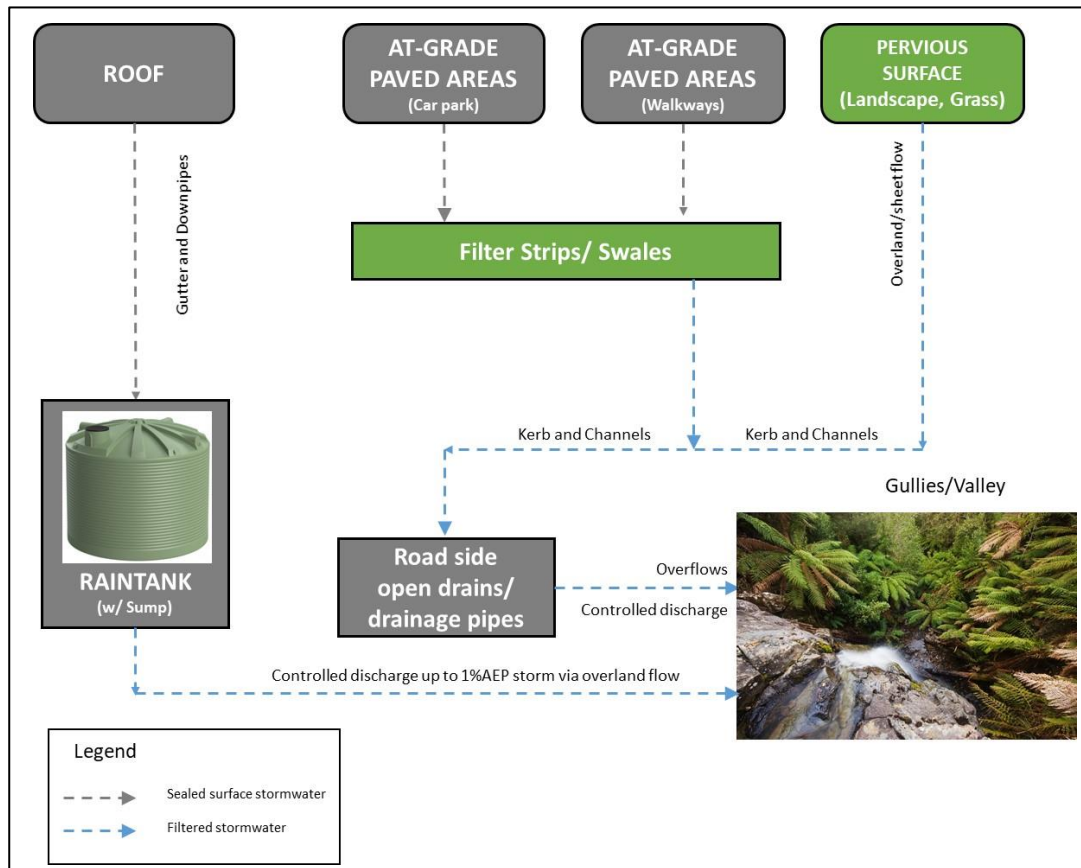 ROOF
AT-GRADE
PAVED AREAS
(Car park)
AT-GRADE
PAVED AREAS
(Walkways)
PERVIOUS
SURFACE
(Landscape, Grass)
Gutter and Downpipes
Overland/sheet flow
Filter Strips/ Swales
Kerb and Channels
Kerb and Channels
Gullies/Valley
RAINTANK
(w/ Sump)
Road side
open drains/
drainage pipes
Overflows
Controlled discharge
Controlled discharge up to 1%AEP storm via overland flow
Legend
Sealed surface stormwater
Filtered stormwater